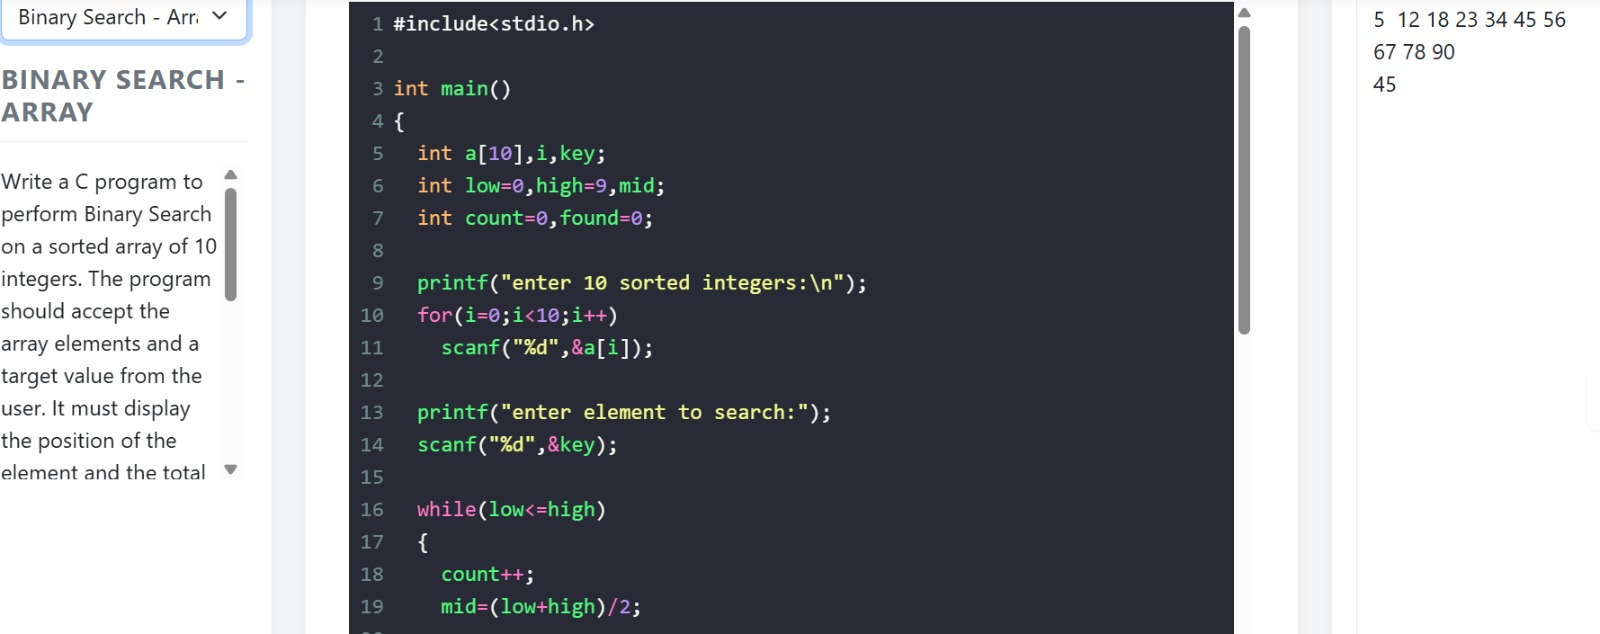 Binary Search - Arr
BINARY SEARCH -
ARRAY
Write a C program to
perform Binary Search
on a sorted array of 10
integers. The program
should accept the
array elements and a
target value from the
user. It must display
the position of the
element and the total
1 #include<stdio.h>
2
3 int main()
4 {
5   int a[10],i,key;
6   int low=0,high=9,mid;
7   int count=0,found=0;
8
9   printf("enter 10 sorted integers:\n");
10   for(i=0;i<10;i++)
11     scanf("%d",&a[i]);
12
13   printf("enter element to search:");
14   scanf("%d",&key);
15
16   while(low<=high)
17   {
18     count++;
19     mid=(low+high)/2;
5  12 18 23 34 45 56
67 78 90
45